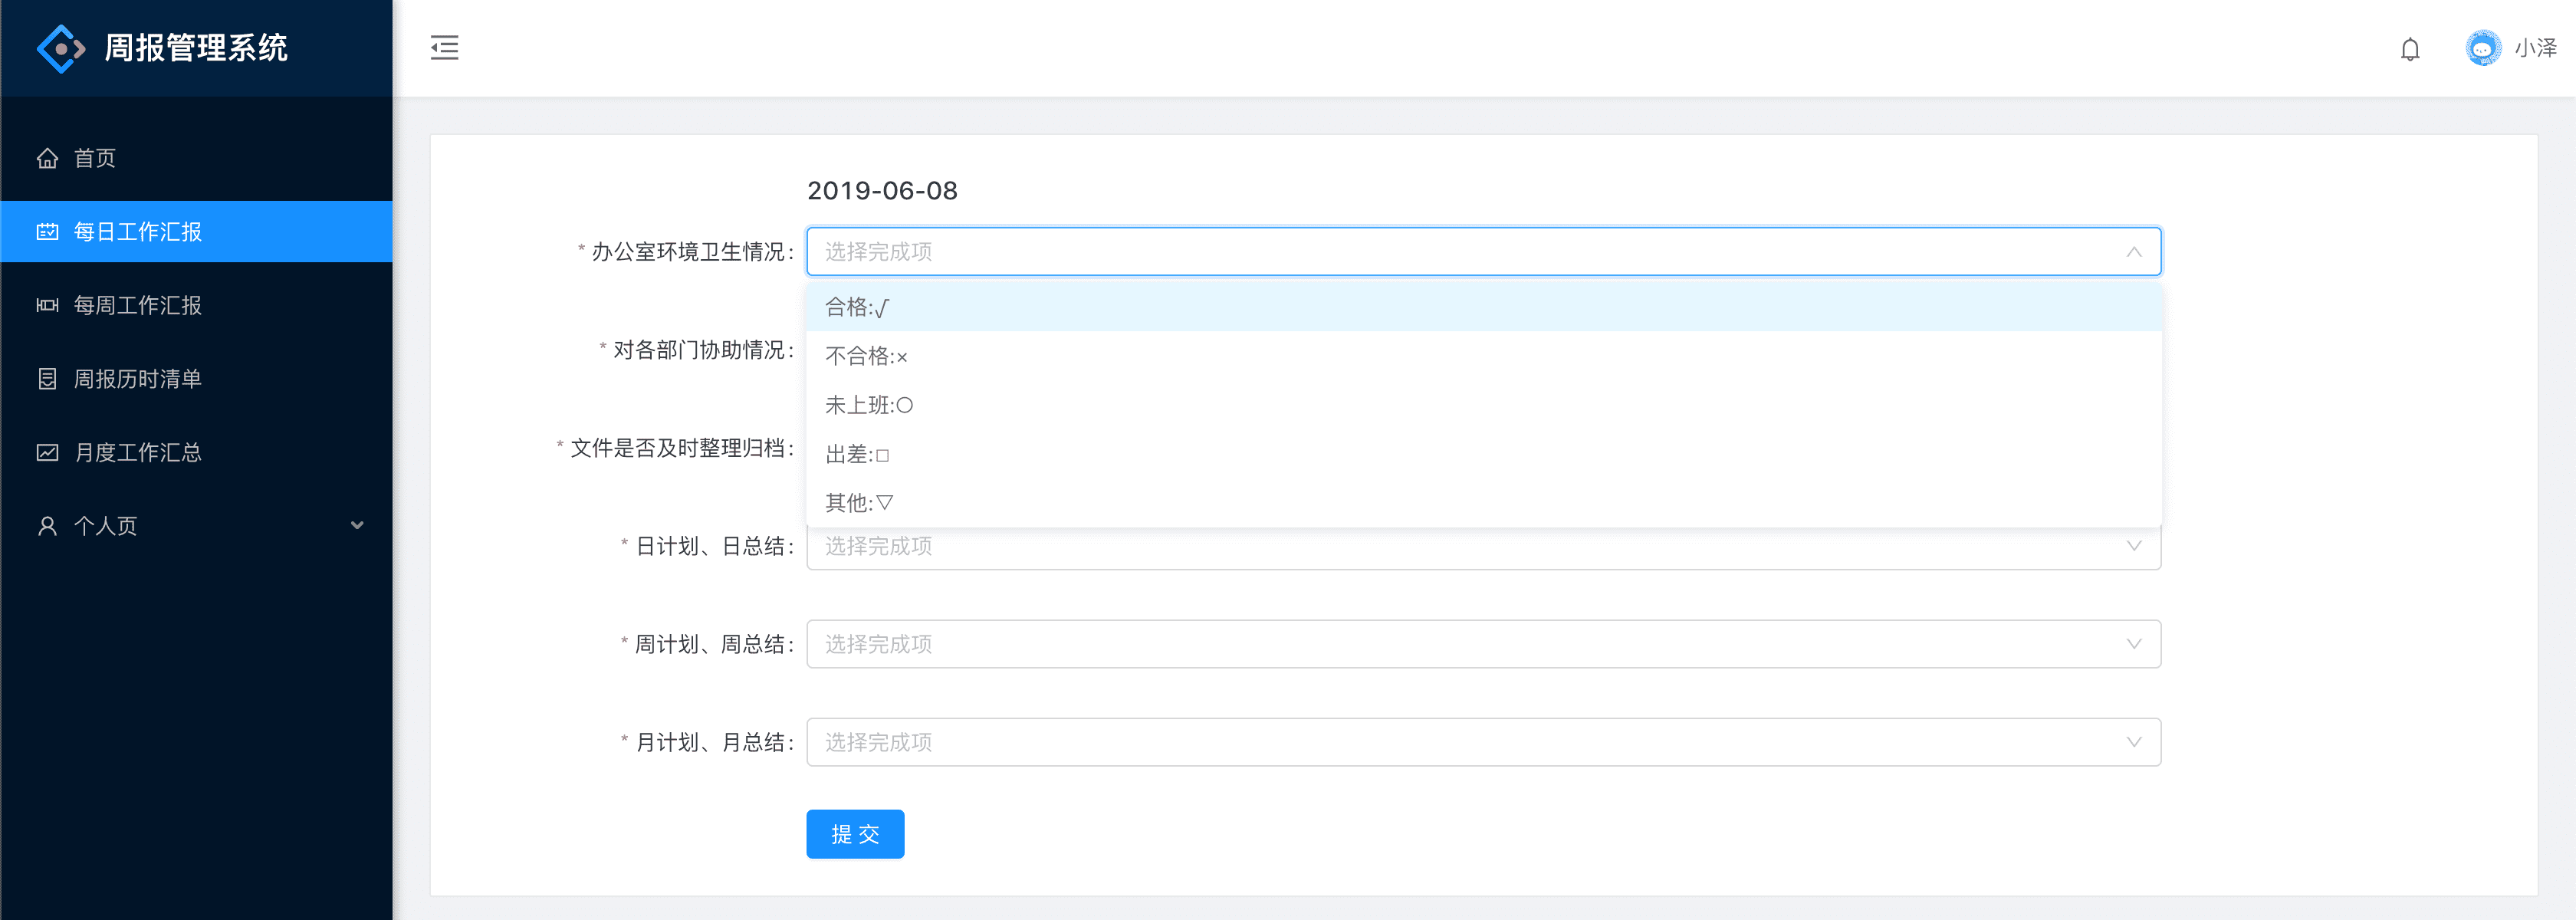 周报管理系统
小泽
首页
每日工作汇报
每周工作汇报
周报历时清单
月度工作汇总
个人页
2019-06-08
* 办公室环境卫生情况:
选择完成项
合格:√
* 对各部门协助情况:
不合格:×
未上班:○
* 文件是否及时整理归档:
出差:□
其他:▽
* 日计划、日总结:
选择完成项
* 周计划、周总结:
选择完成项
* 月计划、月总结:
选择完成项
提 交